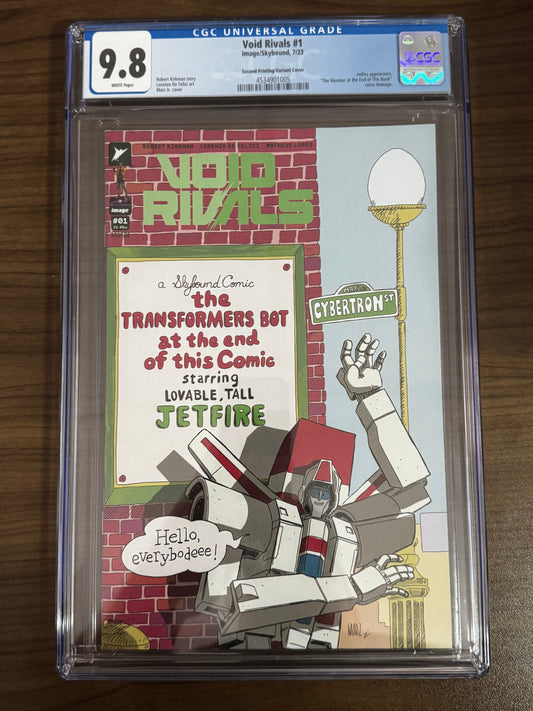 CGC UNIVERSAL GRADE
9.8
WHITE Pages
Void Rivals #1
Image/Skybound, 7/23
Second Printing/Variant Cover
4534901005
Robert Kirkman story
Lorenzo De Felici art
Marz Jr. cover
Jetfire appearance.
"The Monster at the End of This Book"
cover homage.
CGC
ROBERT KIRKMAN LORENZO DE FELICI MATHEUS LOPES
VOID
RIVALS
image
#01
a Skybound Comic
the
TRANSFORMERS BOT
at the end
of this Comic
starring
LOVABLE, TALL
JETFIRE
CYBERTRON ST
Hello,
everybodeee!